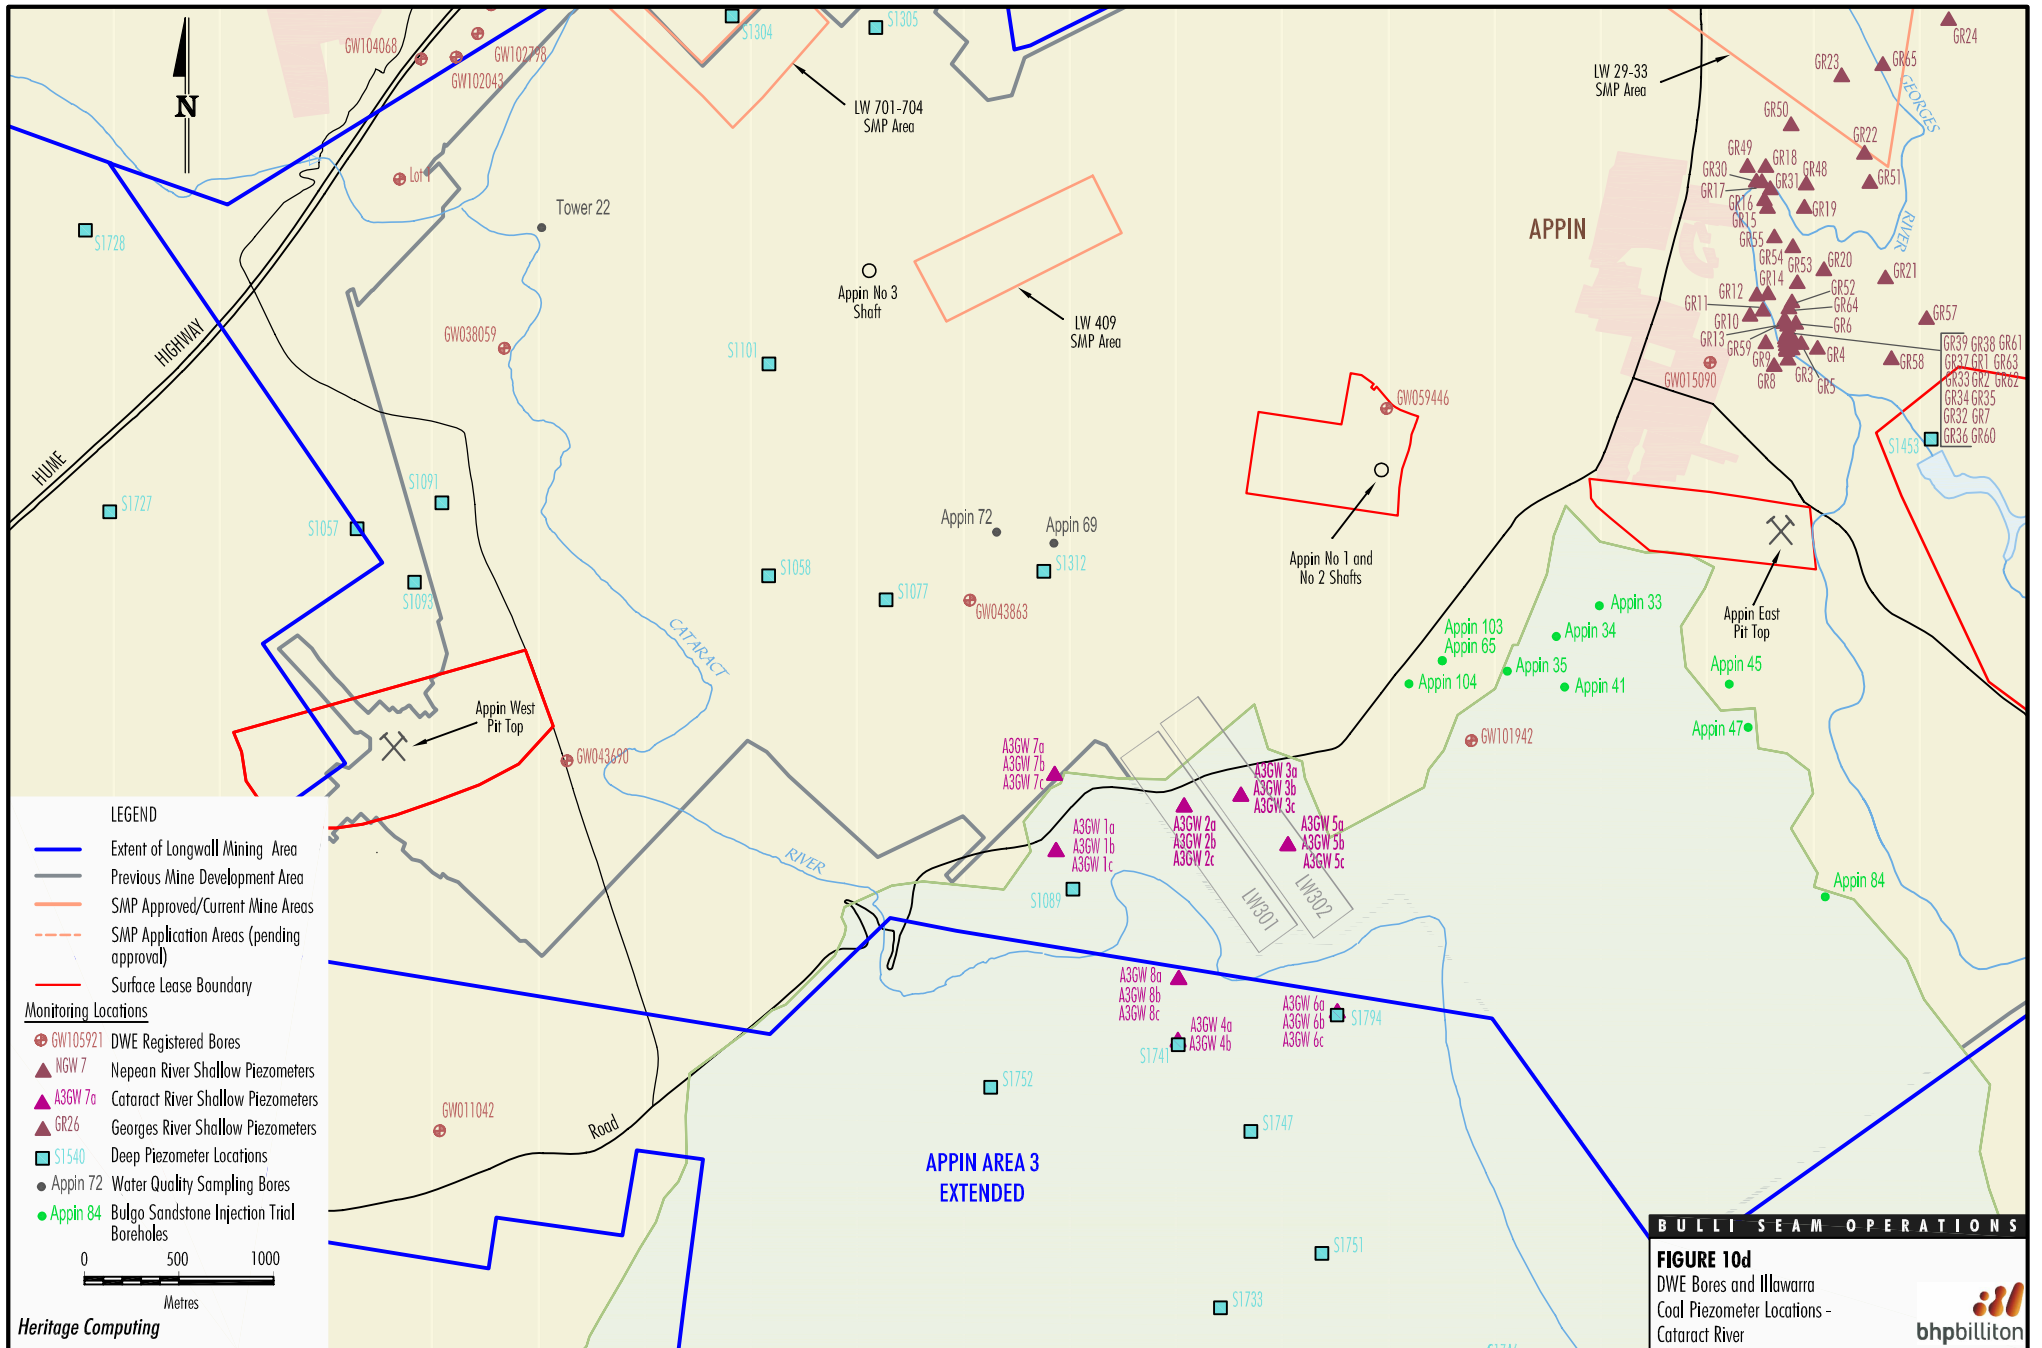 S1304
S1305
GW104068
GW102798
GW102043
N
Lot 1
LW 701-704
SMP Area
LW 29-33
SMP Area
GR24
GR23
GR65
GEORGES
RIVER
GR50
GR22
GR49
GR18
GR30
GR31
GR48
GR51
GR17
GR16
GR19
GR15
GR55
GR54
GR53
GR20
GR21
GR14
GR12
GR52
GR11
GR64
GR10
GR6
GR57
GR13
GR59
GR9
GR4
GR58
GR8
GR3
GR5
GR39 GR38 GR61
GR37 GR1 GR63
GR33 GR2 GR62
GR34 GR35
GR32 GR7
GR36 GR60
S1453
GW015090
APPIN
S1728
Tower 22
Appin No 3
Shaft
LW 409
SMP Area
HIGHWAY
HUME
GW038059
S1101
GW059446
S1727
S1091
S1057
S1093
Appin 72
Appin 69
S1312
S1058
S1077
GW043863
Appin No 1 and
No 2 Shafts
Appin East
Pit Top
CATARACT
RIVER
Appin 33
Appin 34
Appin 103
Appin 65
Appin 35
Appin 104
Appin 41
Appin 45
Appin 47
GW101942
Appin 84
Appin West
Pit Top
GW043690
A3GW 7a
A3GW 7b
A3GW 7c
A3GW 3a
A3GW 3b
A3GW 3c
A3GW 1a
A3GW 1b
A3GW 1c
A3GW 2a
A3GW 2b
A3GW 2c
A3GW 5a
A3GW 5b
A3GW 5c
S1089
LW301
LW302
A3GW 8a
A3GW 8b
A3GW 8c
A3GW 4a
A3GW 4b
S1741
A3GW 6a
A3GW 6b
A3GW 6c
S1794
S1752
S1747
GW011042
Road
APPIN AREA 3
EXTENDED
S1751
S1733
LEGEND
Extent of Longwall Mining Area
Previous Mine Development Area
SMP Approved/Current Mine Areas
SMP Application Areas (pending
approval)
Surface Lease Boundary
Monitoring Locations
GW105921 DWE Registered Bores
NGW 7 Nepean River Shallow Piezometers
A3GW 7a Cataract River Shallow Piezometers
GR26 Georges River Shallow Piezometers
S1540 Deep Piezometer Locations
Appin 72 Water Quality Sampling Bores
Appin 84 Bulgo Sandstone Injection Trial
Boreholes
0 500 1000
Metres
Heritage Computing
BULLI SEAM OPERATIONS
FIGURE 10d
DWE Bores and Illawarra
Coal Piezometer Locations -
Cataract River
bhpbilliton